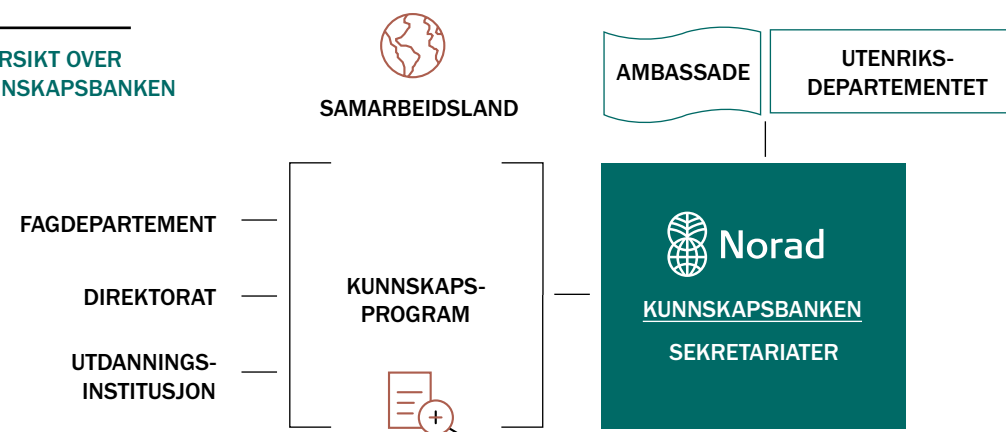 RSIKT OVER
NSKAPSBANKEN
SAMARBEIDSLAND
AMBASSADE
UTENRIKS-
DEPARTEMENTET
FAGDEPARTEMENT
DIREKTORAT
UTDANNINGS-
INSTITUSJON
KUNNSKAPS-
PROGRAM
Norad
KUNNSKAPSBANKEN
SEKRETARIATER